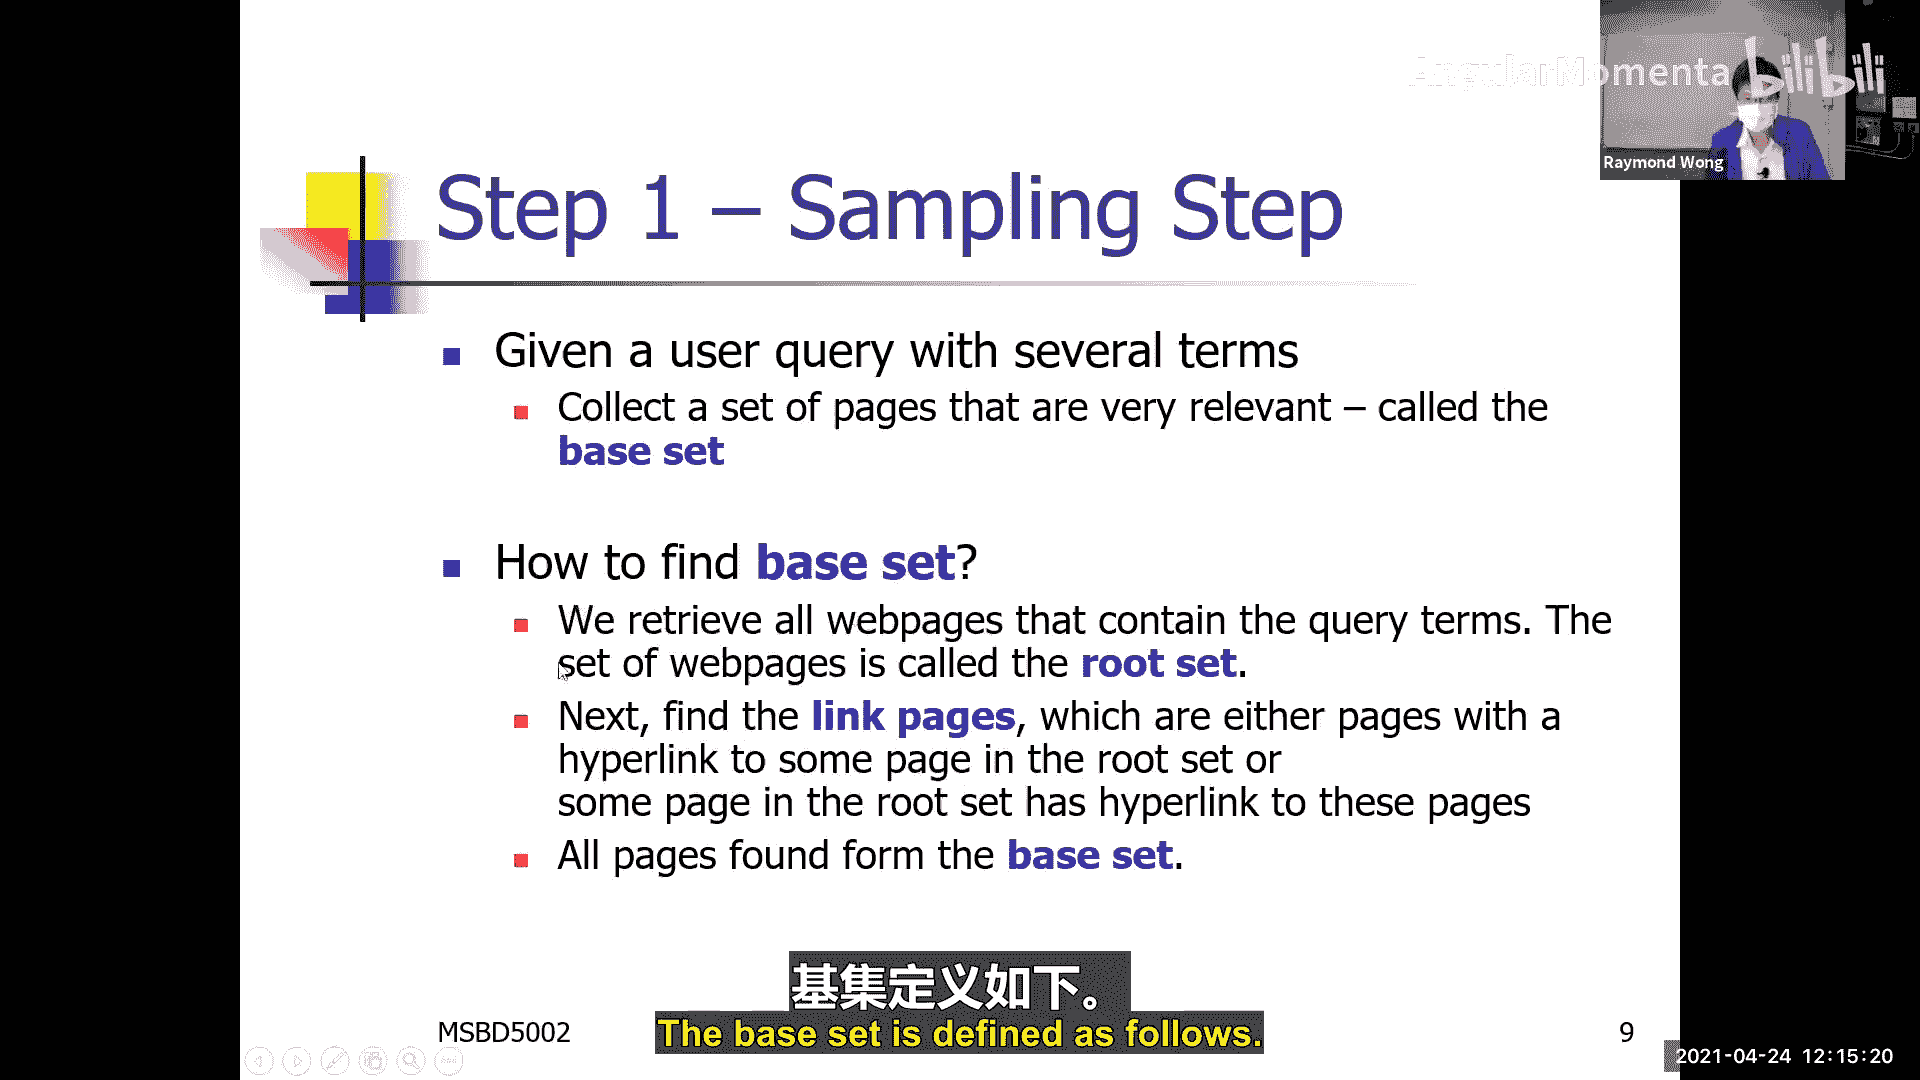 AngularMomenta bilibili
Raymond Wong
Step 1 – Sampling Step
Given a user query with several terms
Collect a set of pages that are very relevant – called the
base set
How to find base set?
We retrieve all webpages that contain the query terms. The
set of webpages is called the root set.
Next, find the link pages, which are either pages with a
hyperlink to some page in the root set or
some page in the root set has hyperlink to these pages
All pages found form the base set.
基集定义如下。
The base set is defined as follows.
MSBD5002
9
2021-04-24 12:15:20